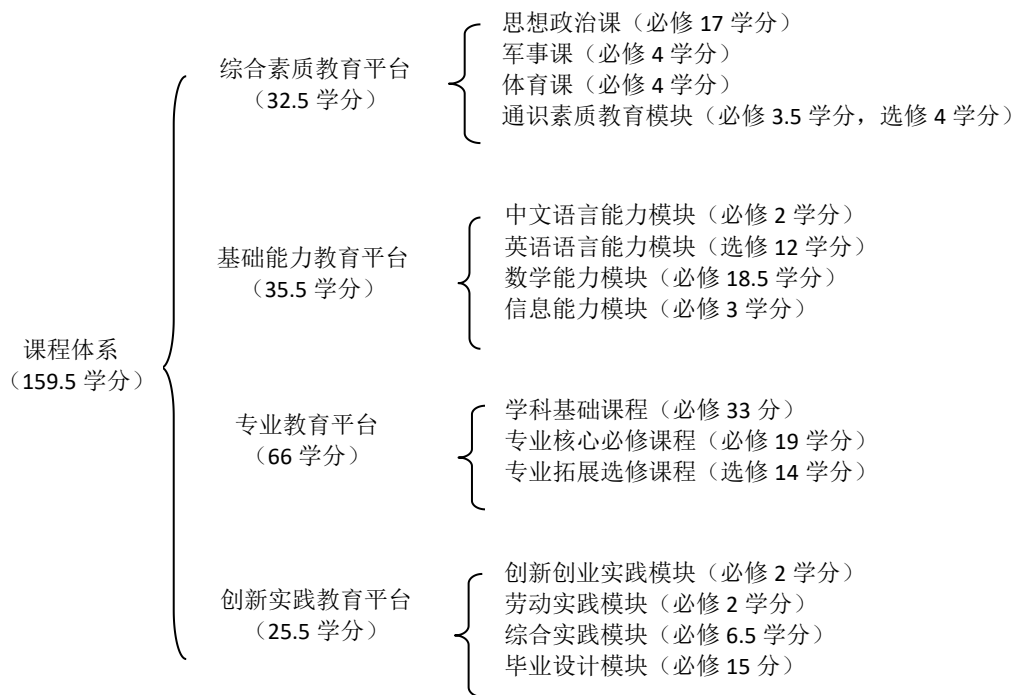 课程体系
（159.5 学分）
综合素质教育平台
（32.5 学分）
思想政治课（必修 17 学分）
军事课（必修 4 学分）
体育课（必修 4 学分）
通识素质教育模块（必修 3.5 学分，选修 4 学分）
基础能力教育平台
（35.5 学分）
中文语言能力模块（必修 2 学分）
英语语言能力模块（选修 12 学分）
数学能力模块（必修 18.5 学分）
信息能力模块（必修 3 学分）
专业教育平台
（66 学分）
学科基础课程（必修 33 分）
专业核心必修课程（必修 19 学分）
专业拓展选修课程（选修 14 学分）
创新实践教育平台
（25.5 学分）
创新创业实践模块（必修 2 学分）
劳动实践模块（必修 2 学分）
综合实践模块（必修 6.5 学分）
毕业设计模块（必修 15 分）